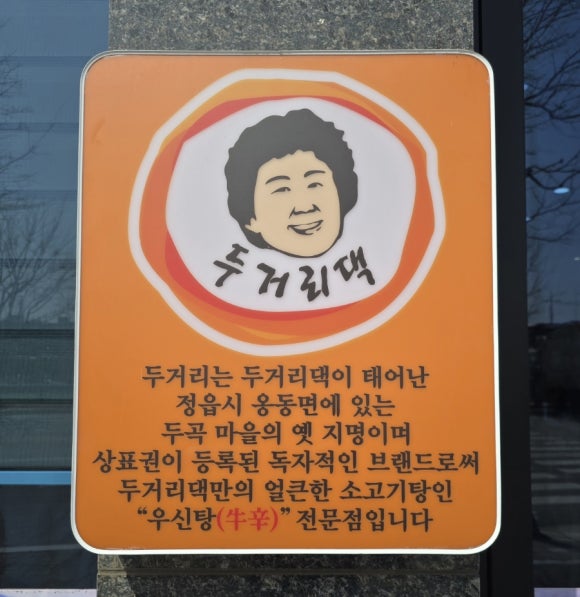 두거리댁
두거리는 두거리댁이 태어난
정읍시 옹동면에 있는
두곡 마을의 옛 지명이며
상표권이 등록된 독자적인 브랜드로써
두거리댁만의 얼큰한 소고기탕인
“우신탕(牛辛)” 전문점입니다